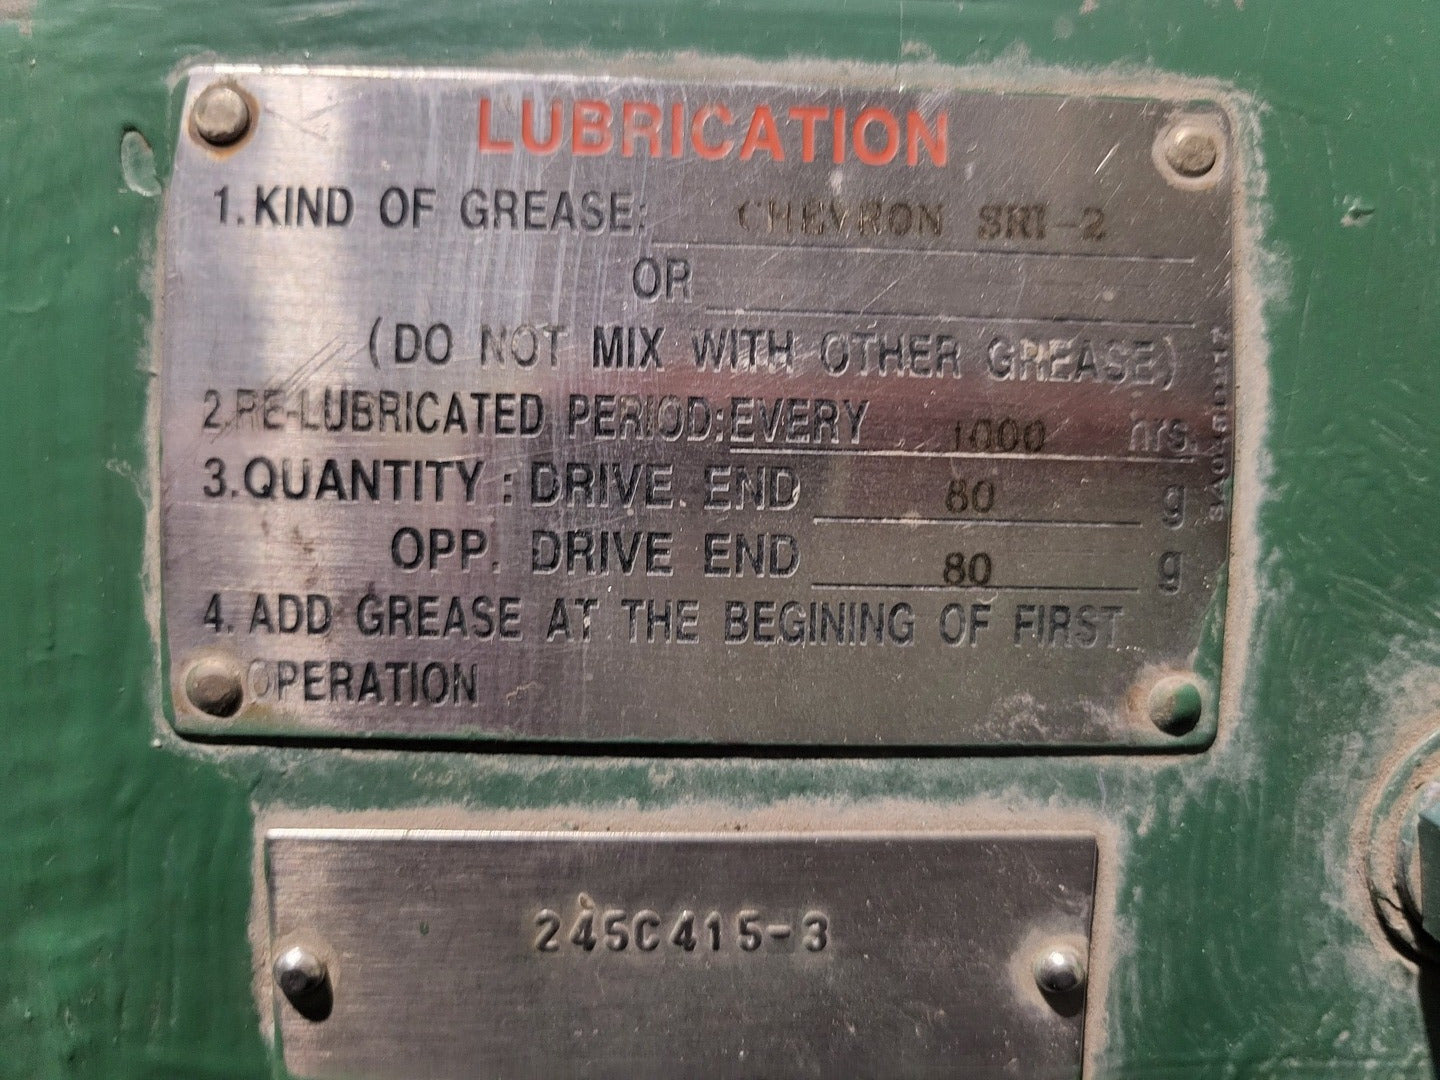 LUBRICATION
1. KIND OF GREASE: CHEVRON SRI-2
OR
(DO NOT MIX WITH OTHER GREASE)
2. RE-LUBRICATED PERIOD: EVERY 1000 hrs.
3. QUANTITY : DRIVE. END 80 g
OPP. DRIVE END 80 g
4. ADD GREASE AT THE BEGINING OF FIRST
OPERATION
245C415-3